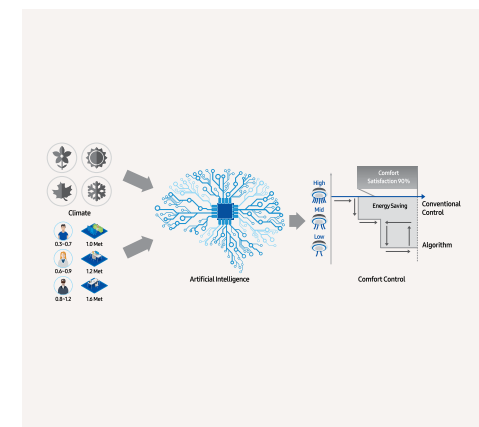 Climate
0.3~0.7
1.0 Met
0.6~0.9
1.2 Met
0.8~1.2
1.6 Met
Artificial Intelligence
High
Mid
Low
Comfort
Satisfaction 90%
Energy Saving
Conventional
Control
Algorithm
Comfort Control